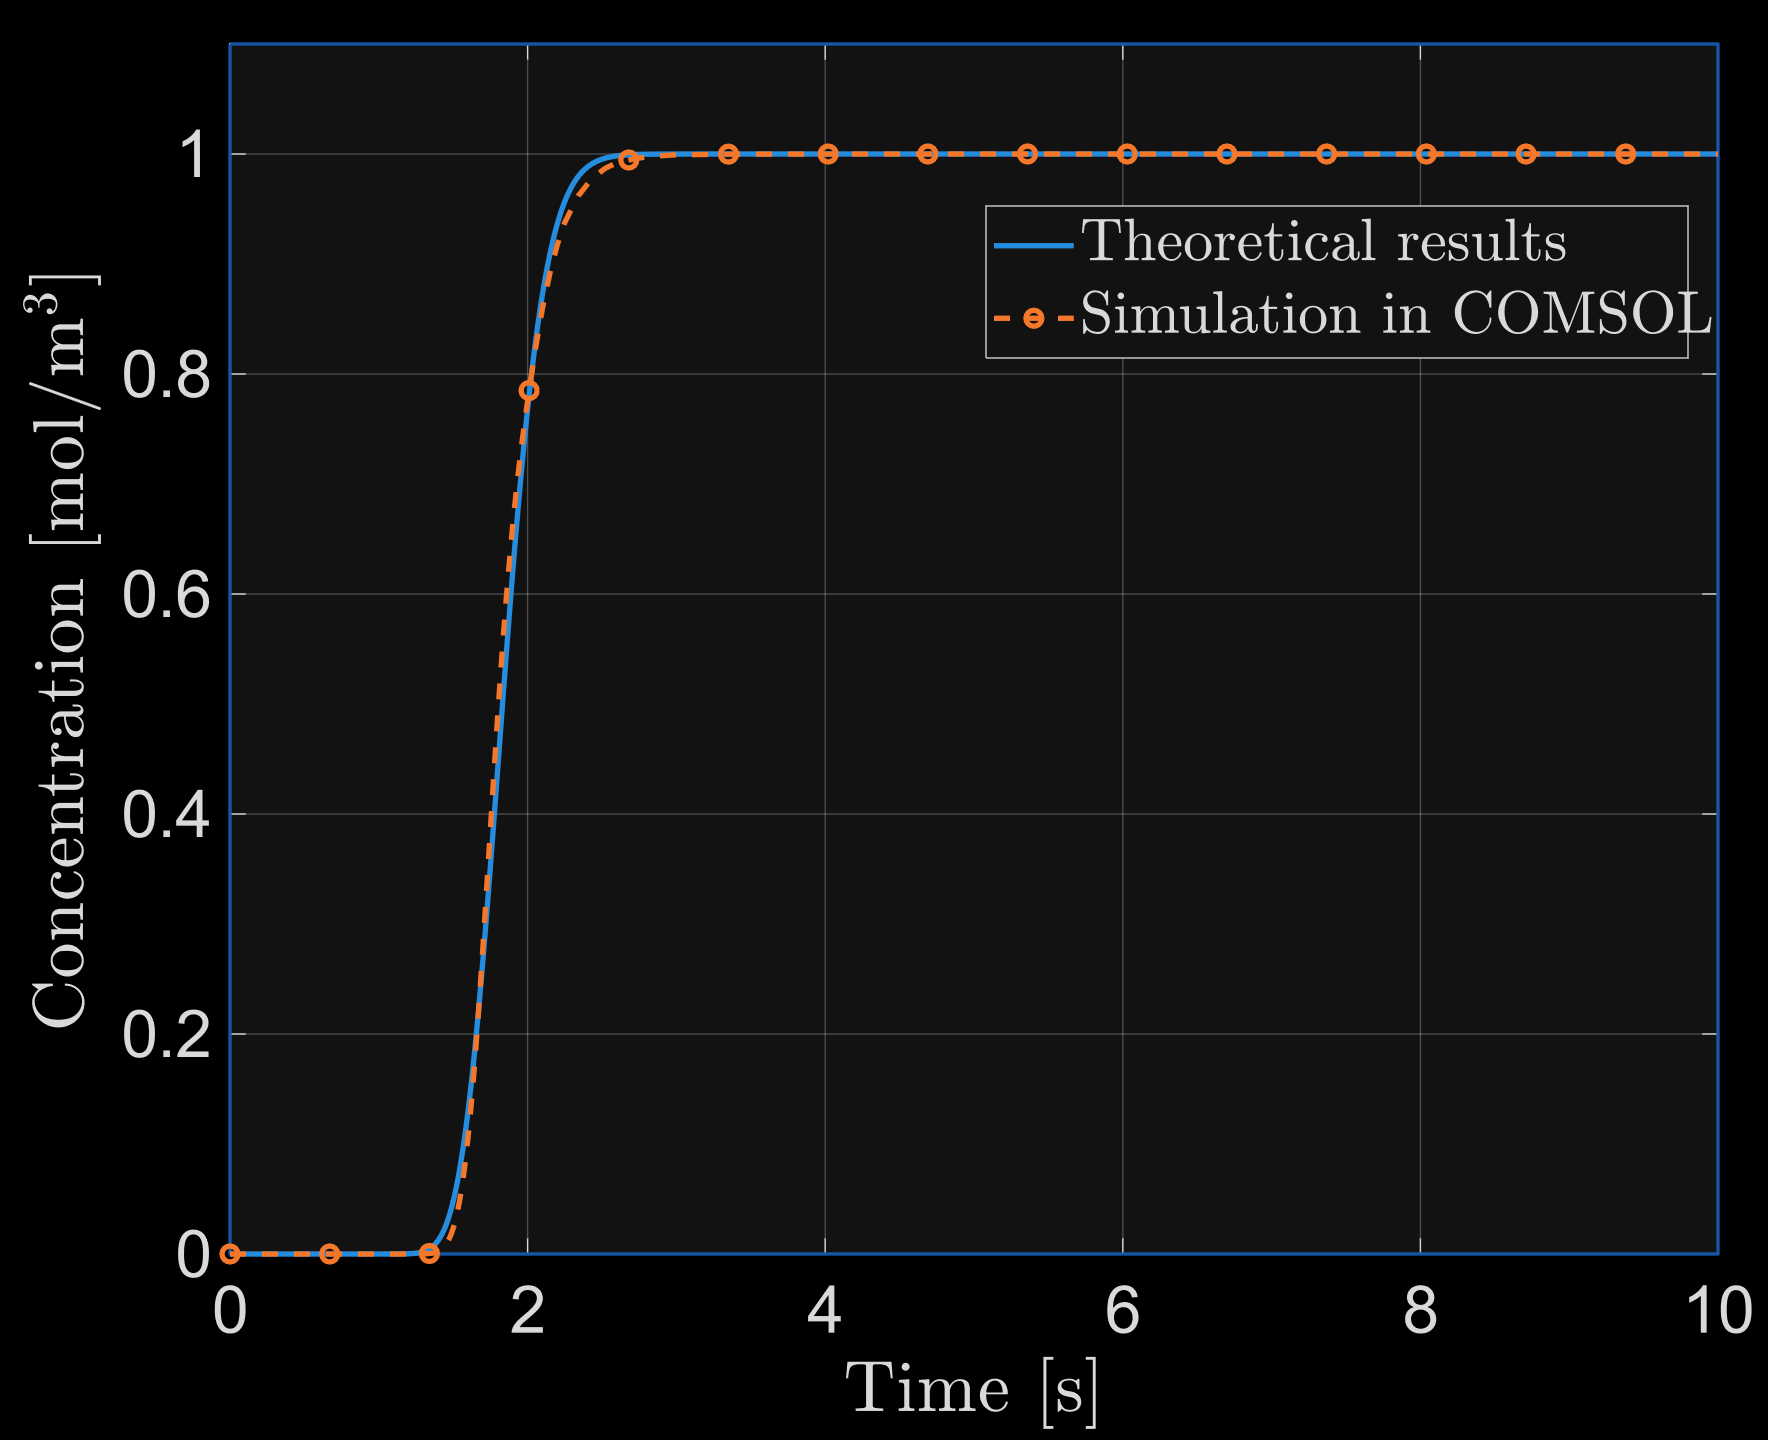 Concentration [mol/m³]
1
0.8
0.6
0.4
0.2
0
Theoretical results
Simulation in COMSOL
0 2 4 6 8 10
Time [s]